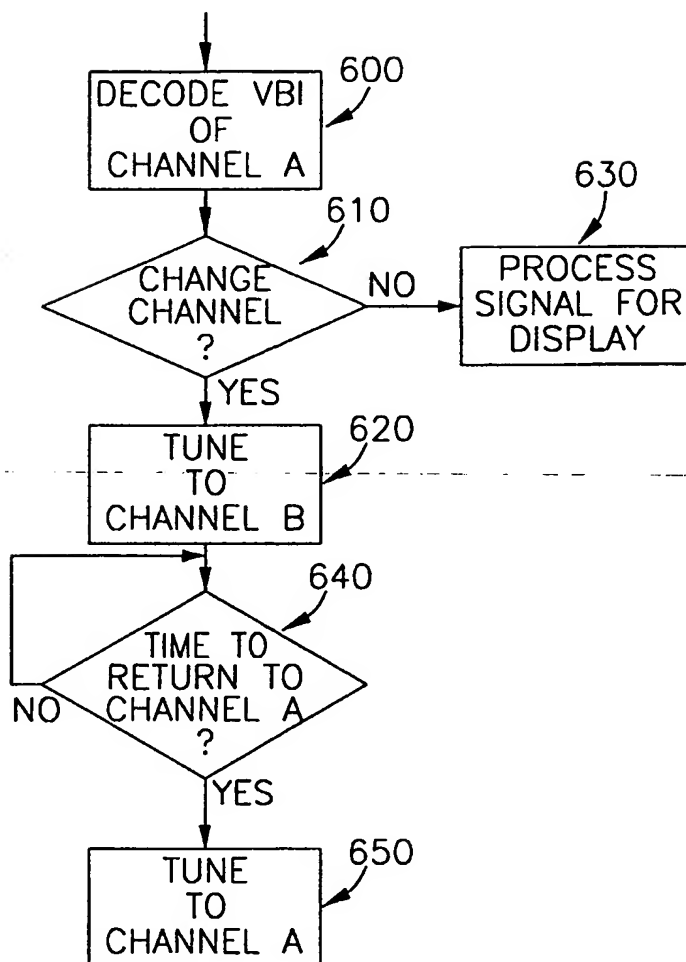 DECODE VBI
OF
CHANNEL A
600
610
CHANGE
CHANNEL
?
NO
630
PROCESS
SIGNAL FOR
DISPLAY
YES
620
TUNE
TO
CHANNEL B
640
TIME TO
RETURN TO
CHANNEL A
?
NO
YES
650
TUNE
TO
CHANNEL A